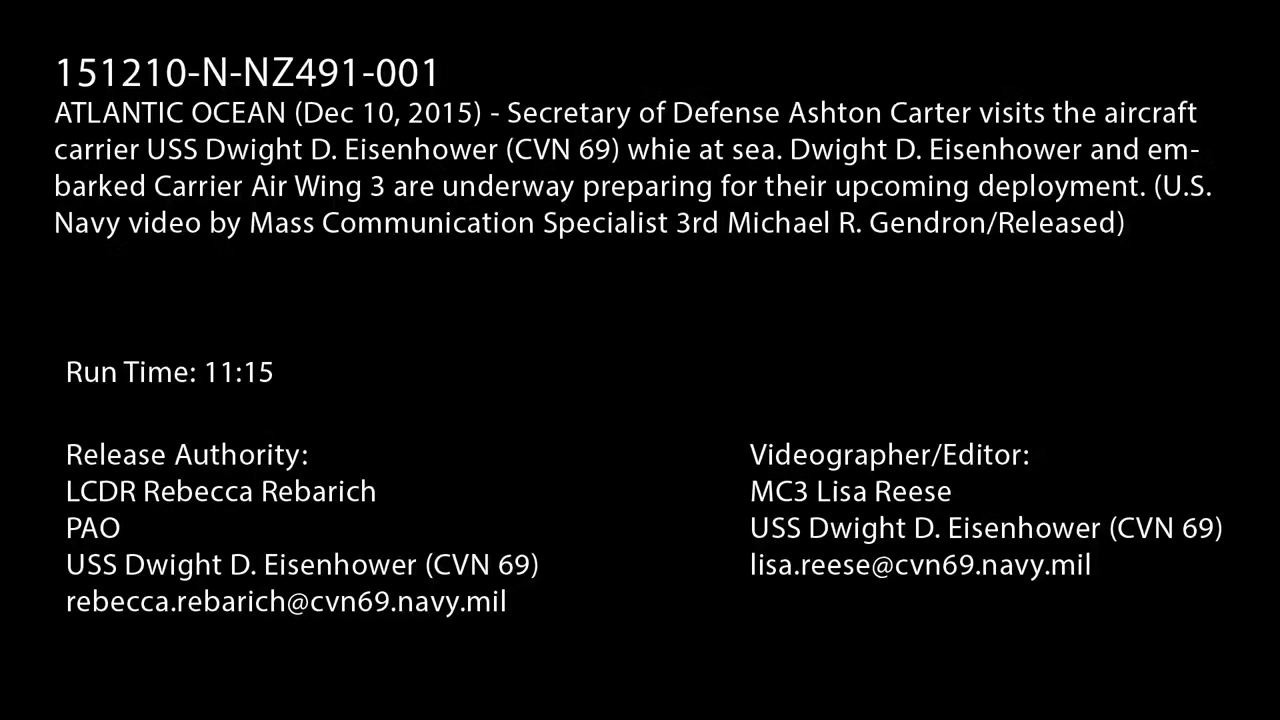 151210-N-NZ491-001
ATLANTIC OCEAN (Dec 10, 2015) - Secretary of Defense Ashton Carter visits the aircraft
carrier USS Dwight D. Eisenhower (CVN 69) whie at sea. Dwight D. Eisenhower and em-
barked Carrier Air Wing 3 are underway preparing for their upcoming deployment. (U.S.
Navy video by Mass Communication Specialist 3rd Michael R. Gendron/Released)
Run Time: 11:15
Release Authority:
LCDR Rebecca Rebarich
PAO
USS Dwight D. Eisenhower (CVN 69)
rebecca.rebarich@cvn69.navy.mil
Videographer/Editor:
MC3 Lisa Reese
USS Dwight D. Eisenhower (CVN 69)
lisa.reese@cvn69.navy.mil